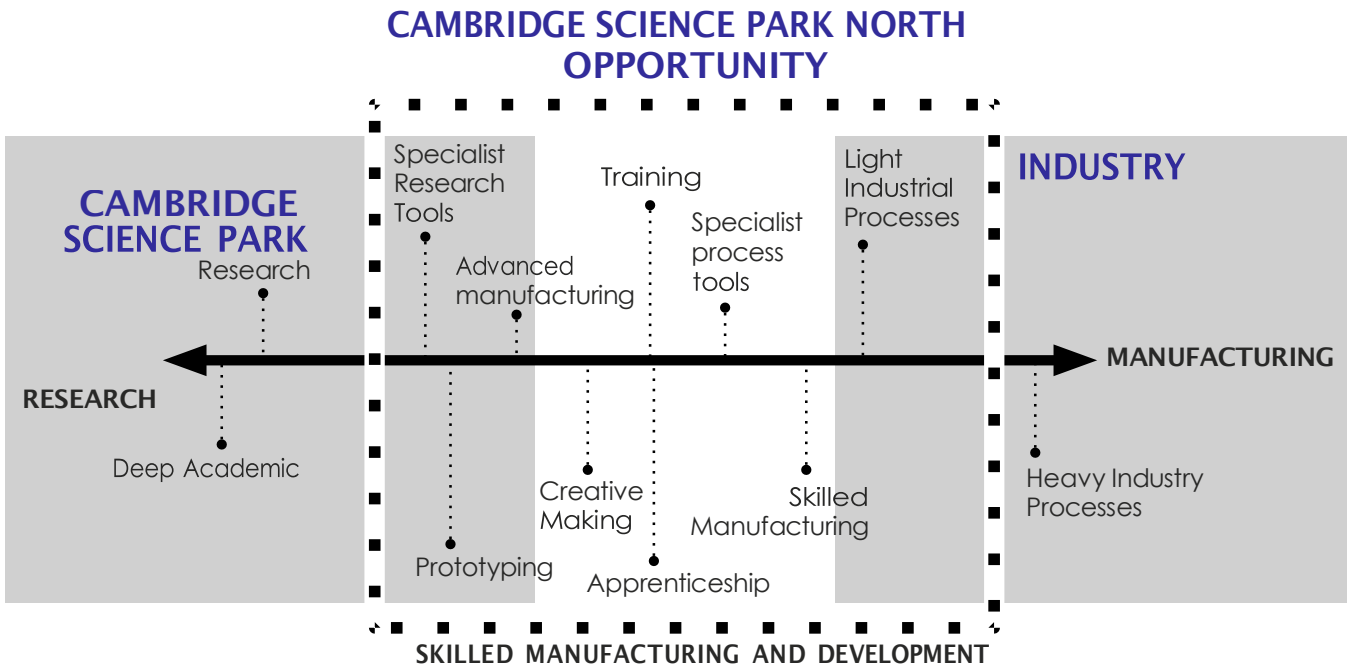 CAMBRIDGE SCIENCE PARK NORTH
OPPORTUNITY
CAMBRIDGE
SCIENCE PARK
Research
RESEARCH
Deep Academic
Specialist
Research
Tools
Advanced
manufacturing
Training
Specialist
process
tools
Light
Industrial
Processes
INDUSTRY
MANUFACTURING
Prototyping
Creative
Making
Apprenticeship
Skilled
Manufacturing
Heavy Industry
Processes
SKILLED MANUFACTURING AND DEVELOPMENT